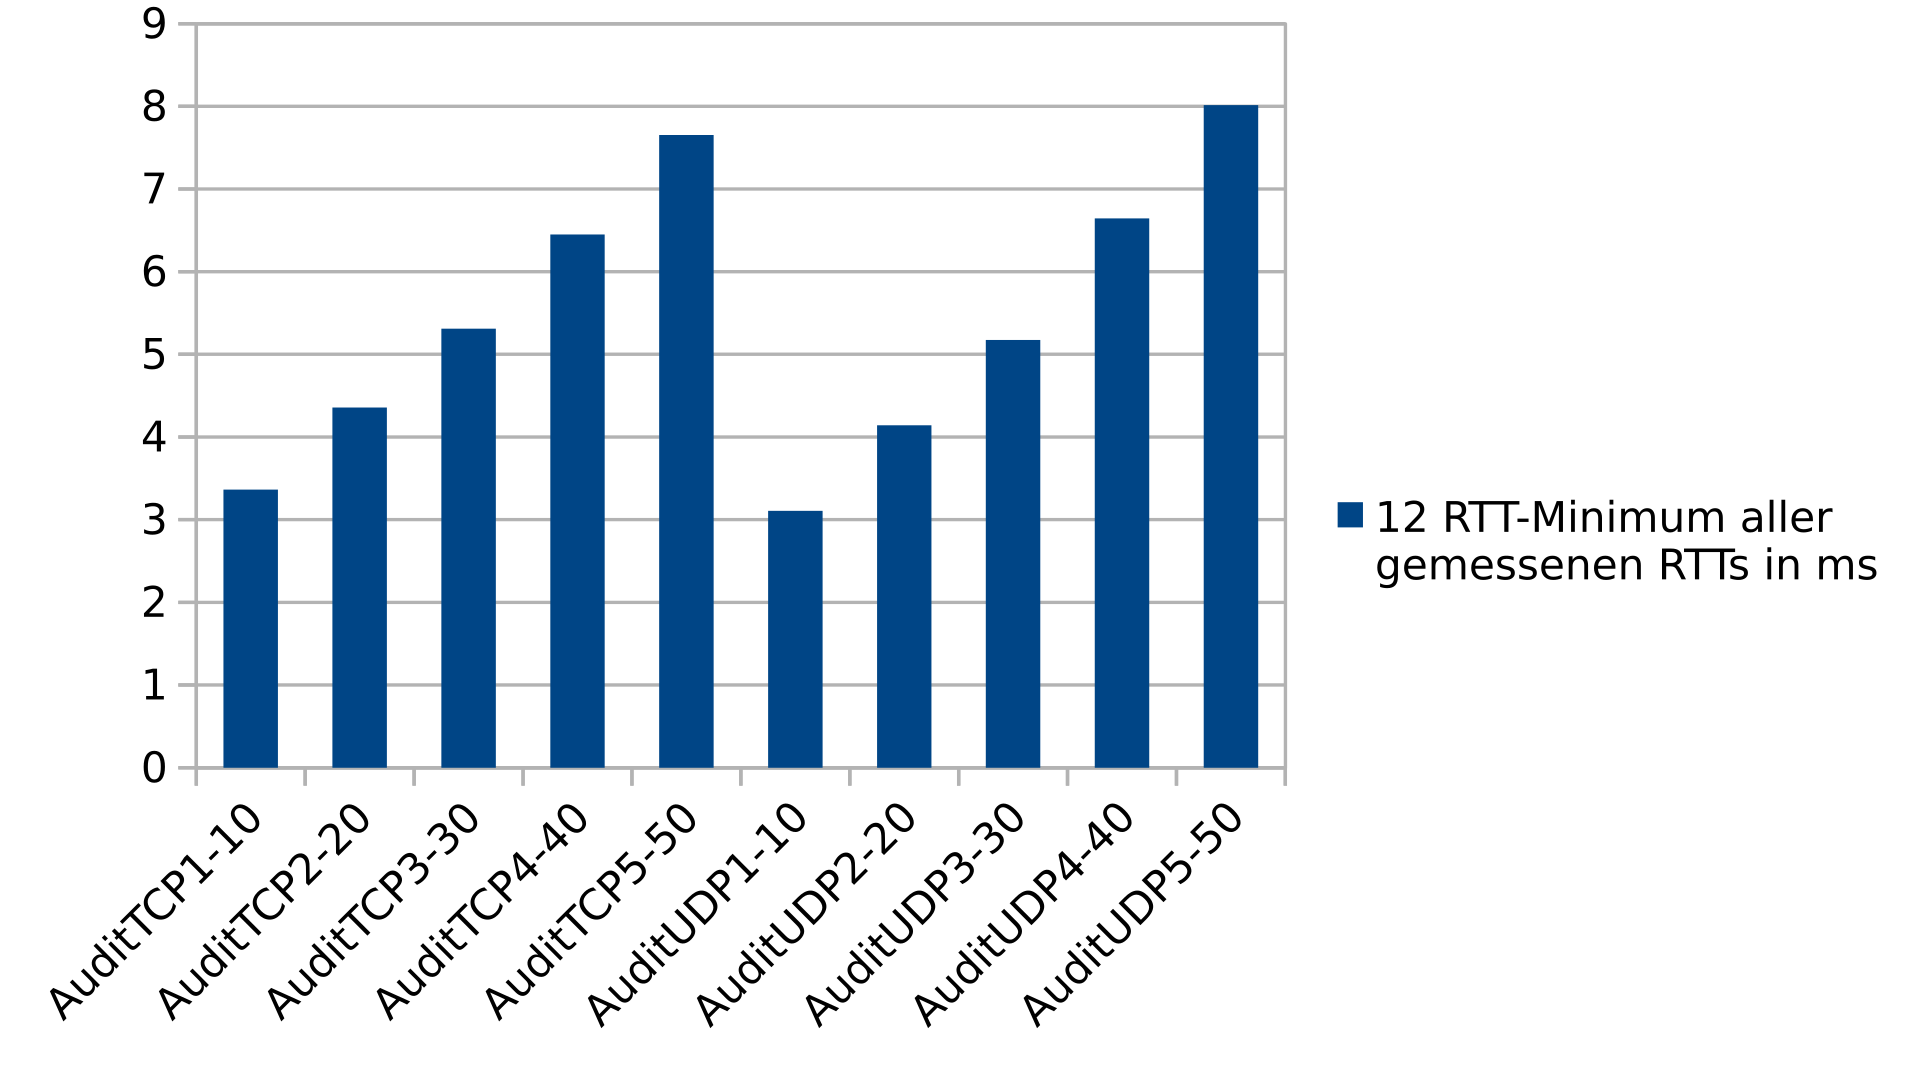 9
8
7
6
5
4
3
2
1
0
AuditTCP1-10
AuditTCP2-20
AuditTCP3-30
AuditTCP4-40
AuditTCP5-50
AuditUDP1-10
AuditUDP2-20
AuditUDP3-30
AuditUDP4-40
AuditUDP5-50
12 RTT-Minimum aller
gemessenen RTTs in ms